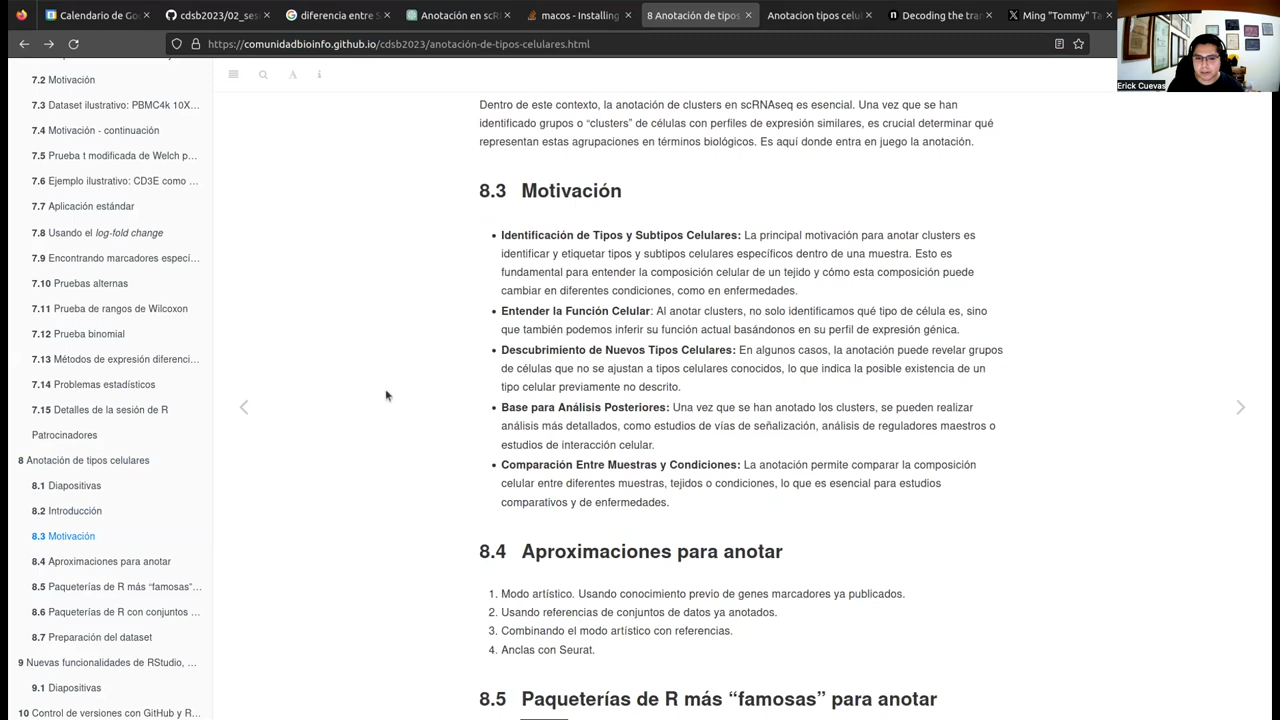 Calendario de Go
cdsb2023/02_ses
diferencia entre S
Anotación en scR
macos - Installing
8 Anotación de tipos
Anotacion tipos celul
Decoding the tran
Ming "Tommy" Ta
https://comunidadbioinfo.github.io/cdsb2023/anotación-de-tipos-celulares.html
Erick Cuevas
7.2 Motivación
7.3 Dataset ilustrativo: PBMC4k 10X…
7.4 Motivación - continuación
7.5 Prueba t modificada de Welch p…
7.6 Ejemplo ilustrativo: CD3E como …
7.7 Aplicación estándar
7.8 Usando el log-fold change
7.9 Encontrando marcadores especí…
7.10 Pruebas alternas
7.11 Prueba de rangos de Wilcoxon
7.12 Prueba binomial
7.13 Métodos de expresión diferenci…
7.14 Problemas estadísticos
7.15 Detalles de la sesión de R
Patrocinadores
8 Anotación de tipos celulares
8.1 Diapositivas
8.2 Introducción
8.3 Motivación
8.4 Aproximaciones para anotar
8.5 Paqueterías de R más “famosas”…
8.6 Paqueterías de R con conjuntos …
8.7 Preparación del dataset
9 Nuevas funcionalidades de RStudio, …
9.1 Diapositivas
10 Control de versiones con GitHub y R…
Dentro de este contexto, la anotación de clusters en scRNAseq es esencial. Una vez que se han
identificado grupos o “clusters” de células con perfiles de expresión similares, es crucial determinar qué
representan estas agrupaciones en términos biológicos. Es aquí donde entra en juego la anotación.
8.3 Motivación
• Identificación de Tipos y Subtipos Celulares: La principal motivación para anotar clusters es
identificar y etiquetar tipos y subtipos celulares específicos dentro de una muestra. Esto es
fundamental para entender la composición celular de un tejido y cómo esta composición puede
cambiar en diferentes condiciones, como en enfermedades.
• Entender la Función Celular: Al anotar clusters, no solo identificamos qué tipo de célula es, sino
que también podemos inferir su función actual basándonos en su perfil de expresión génica.
• Descubrimiento de Nuevos Tipos Celulares: En algunos casos, la anotación puede revelar grupos
de células que no se ajustan a tipos celulares conocidos, lo que indica la posible existencia de un
tipo celular previamente no descrito.
• Base para Análisis Posteriores: Una vez que se han anotado los clusters, se pueden realizar
análisis más detallados, como estudios de vías de señalización, análisis de reguladores maestros o
estudios de interacción celular.
• Comparación Entre Muestras y Condiciones: La anotación permite comparar la composición
celular entre diferentes muestras, tejidos o condiciones, lo que es esencial para estudios
comparativos y de enfermedades.
8.4 Aproximaciones para anotar
1. Modo artístico. Usando conocimiento previo de genes marcadores ya publicados.
2. Usando referencias de conjuntos de datos ya anotados.
3. Combinando el modo artístico con referencias.
4. Anclas con Seurat.
8.5 Paqueterías de R más “famosas” para anotar